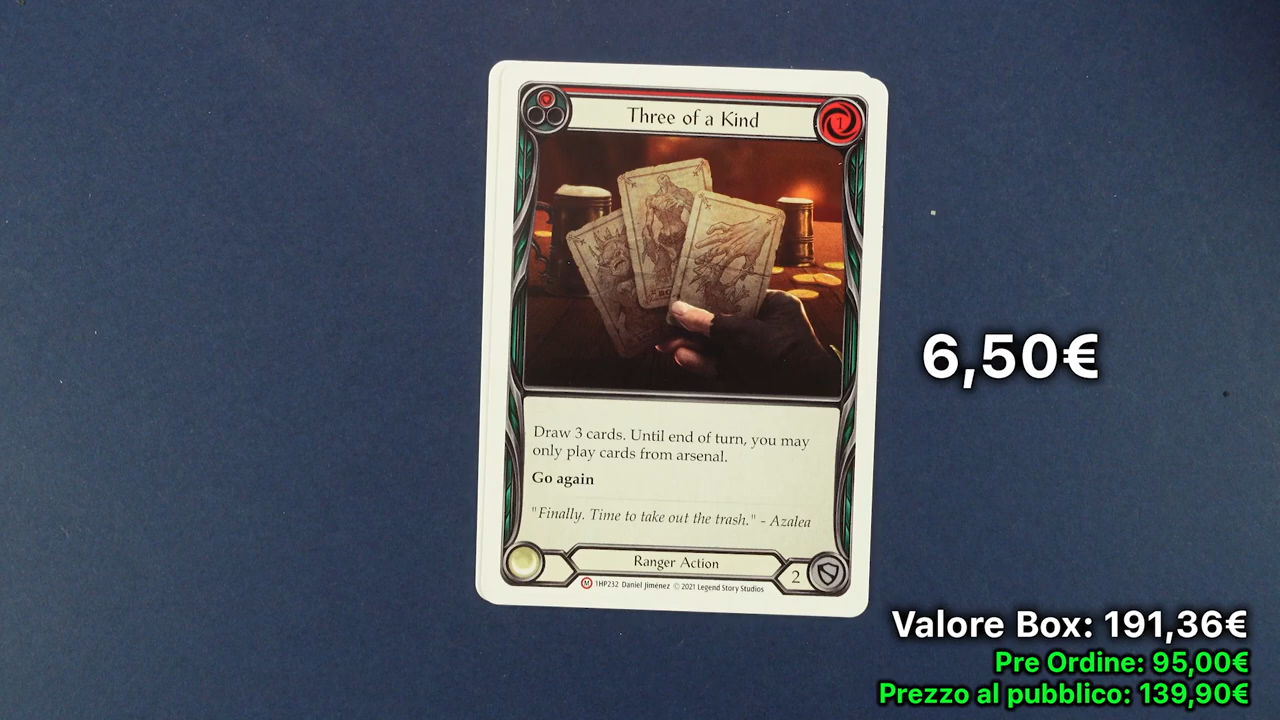 Three of a Kind
1
Draw 3 cards. Until end of turn, you may
only play cards from arsenal.
Go again
"Finally. Time to take out the trash." - Azalea
Ranger Action
2
M 1HP232 Daniel Jimenez © 2021 Legend Story Studios
6,50€
Valore Box: 191,36€
Pre Ordine: 95,00€
Prezzo al pubblico: 139,90€